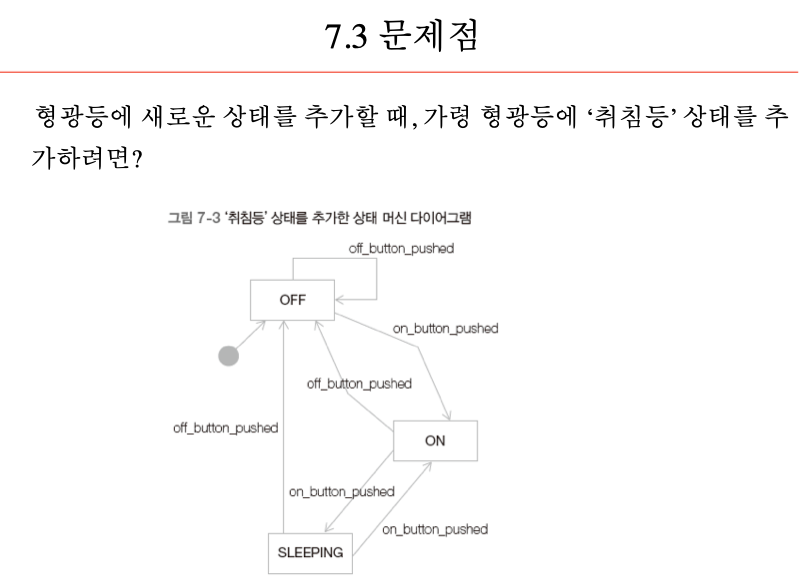 7.3 문제점
형광등에 새로운 상태를 추가할 때, 가령 형광등에 ‘취침등’ 상태를 추
가하려면?
그림 7-3 ‘취침등’ 상태를 추가한 상태 머신 다이어그램
off_button_pushed
OFF
on_button_pushed
off_button_pushed
off_button_pushed
ON
on_button_pushed
on_button_pushed
SLEEPING